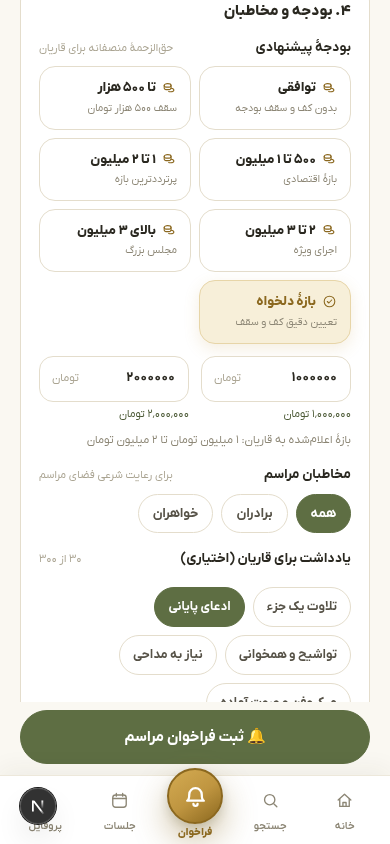 ۴. بودجه و مخاطبان
بودجهٔ پیشنهادی
حق‌الزحمهٔ منصفانه برای قاریان
توافقی
بدون کف و سقف بودجه
تا ۵۰۰ هزار
سقف ۵۰۰ هزار تومان
۵۰۰ تا ۱ میلیون
بازهٔ اقتصادی
۱ تا ۲ میلیون
پرترددترین بازه
۲ تا ۳ میلیون
اجرای ویژه
بالای ۳ میلیون
مجلس بزرگ
بازهٔ دلخواه
تعیین دقیق کف و سقف
۱۰۰۰۰۰۰ تومان
۲۰۰۰۰۰۰ تومان
۱,۰۰۰,۰۰۰ تومان
۲,۰۰۰,۰۰۰ تومان
بازهٔ اعلام‌شده به قاریان: ۱ میلیون تومان تا ۲ میلیون تومان
مخاطبان مراسم
برای رعایت شرعی فضای مراسم
همه
برادران
خواهران
یادداشت برای قاریان (اختیاری)
۳۰ از ۳۰۰
تلاوت یک جزء
ادعای پایانی
تواشیح و همخوانی
نیاز به مداحی
🔔 ثبت فراخوان مراسم
خانه
جستجو
فراخوان
جلسات
پروفایل
N